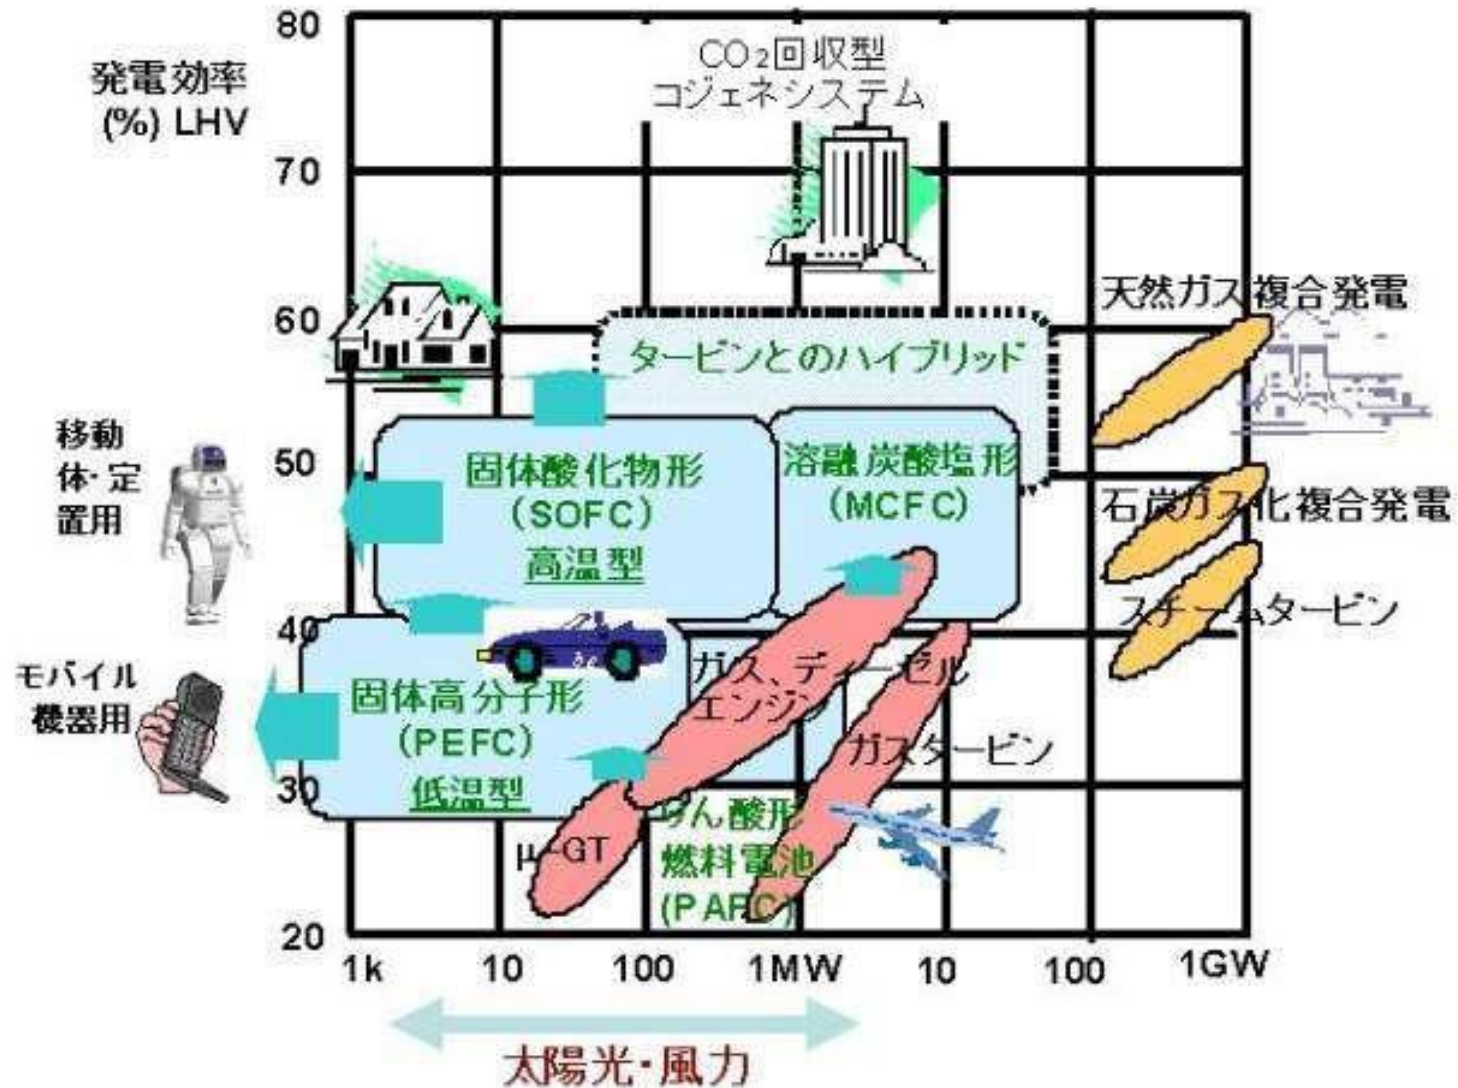 80
発電効率
(%) LHV
CO₂回収型
コジェネシステム
70
天然ガス複合発電
60
タービンとのハイブリッド
移動
体・定
置用
50
固体酸化物形
(SOFC)
高温型
溶融炭酸塩形
(MCFC)
石炭ガス化複合発電
スチームタービン
40
モバイル
機器用
固体高分子形
(PEFC)
低温型
ガス、ディーゼル
エンジン
ガスタービン
30
μ-GT
りん酸形
燃料電池
(PAFC)
20
1k
10
100
1MW
10
100
1GW
太陽光・風力